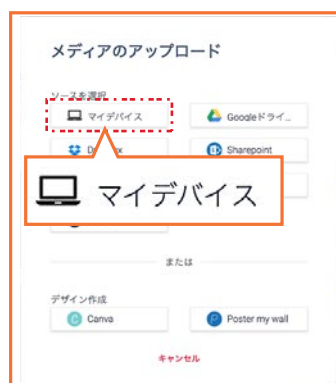 メディアのアップロード
ソースを選択
マイデバイス
Googleドライ...
Sharepoint
マイデバイス
または
デザイン作成
Canva
Poster my wall
キャンセル